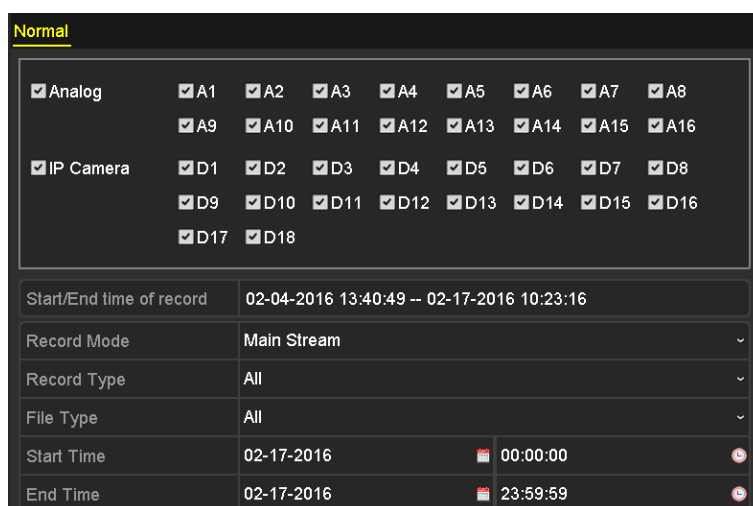 Normal
Analog A1 A2 A3 A4 A5 A6 A7 A8
A9 A10 A11 A12 A13 A14 A15 A16
IP Camera D1 D2 D3 D4 D5 D6 D7 D8
D9 D10 D11 D12 D13 D14 D15 D16
D17 D18
Start/End time of record 02-04-2016 13:40:49 -- 02-17-2016 10:23:16
Record Mode Main Stream
Record Type All
File Type All
Start Time 02-17-2016 00:00:00
End Time 02-17-2016 23:59:59